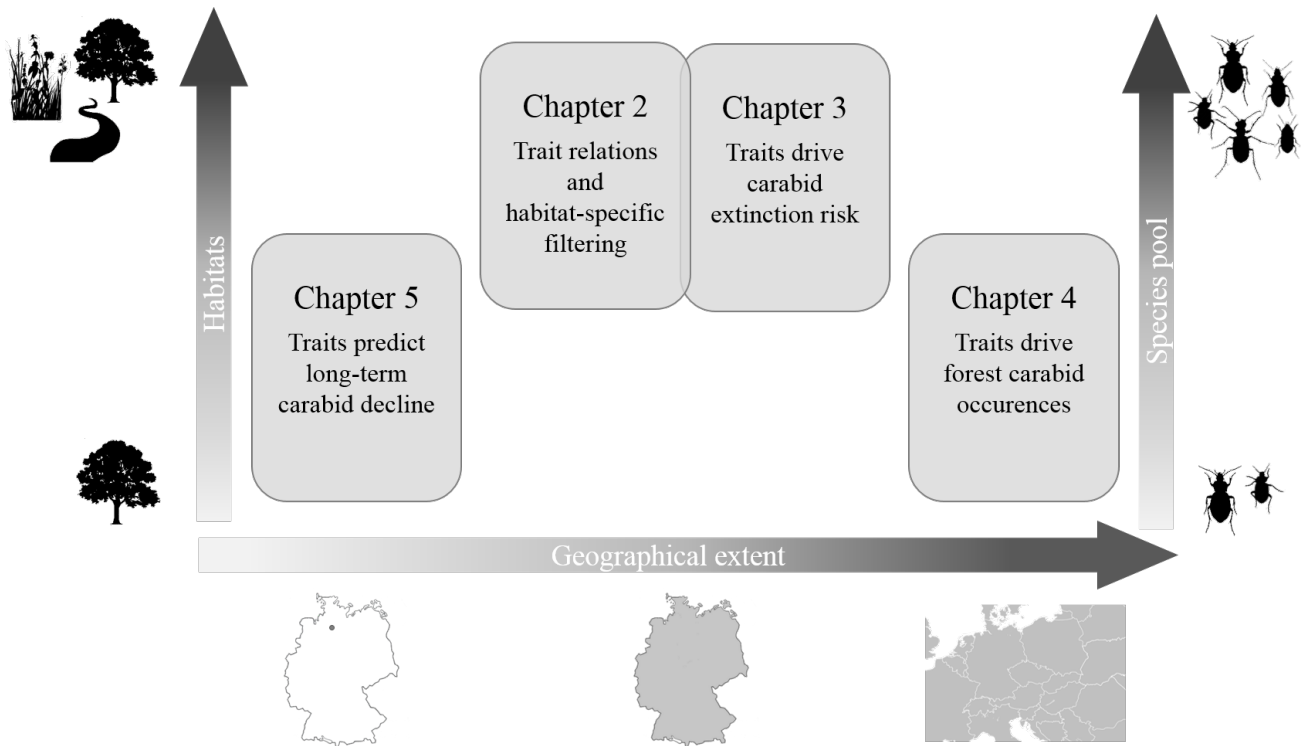 Habitats
Chapter 5
Traits predict
long-term
carabid decline
Chapter 2
Trait relations
and
habitat-specific
filtering
Chapter 3
Traits drive
carabid
extinction risk
Chapter 4
Traits drive
forest carabid
occurences
Species pool
Geographical extent